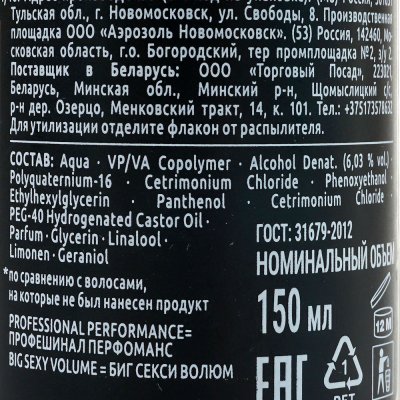 Тульская обл., г. Новомосковск, ул. Свободы, 8. Производственная
площадка ООО «Аэрозоль Новомосковск». (53) Россия, 142460, Мо-
сковская область, г.о. Богородский, тер промплощадка №2, з/у 2.
Поставщик в Беларусь: ООО «Торговый Посад», 223021,
Беларусь, Минская обл., Минский р-н, Щомыслицкий с/с,
р-н дер. Озерцо, Менковский тракт, 14, к. 101. Тел.:
Для утилизации отделите флакон от распылителя.
СОСТАВ: Aqua · VP/VA Copolymer · Alcohol Denat. (6,03 % vol.) ·
Polyquaternium-16 · Cetrimonium Chloride · Phenoxyethanol ·
Ethylhexylglycerin · Panthenol · Cetrimonium Chloride ·
PEG-40 Hydrogenated Castor Oil ·
Parfum · Glycerin · Linalool ·
Limonen · Geraniol
ГОСТ: 31679-2012
*по сравнению с волосами,
на которые не был нанесен продукт
НОМИНАЛЬНЫЙ ОБЪЕМ
150 мл
12 M
PROFESSIONAL PERFORMANCE=
ПРОФЕШИНАЛ ПЕРФОМАНС
BIG SEXY VOLUME = БИГ СЕКСИ ВОЛЮМ
EAC
1
PET